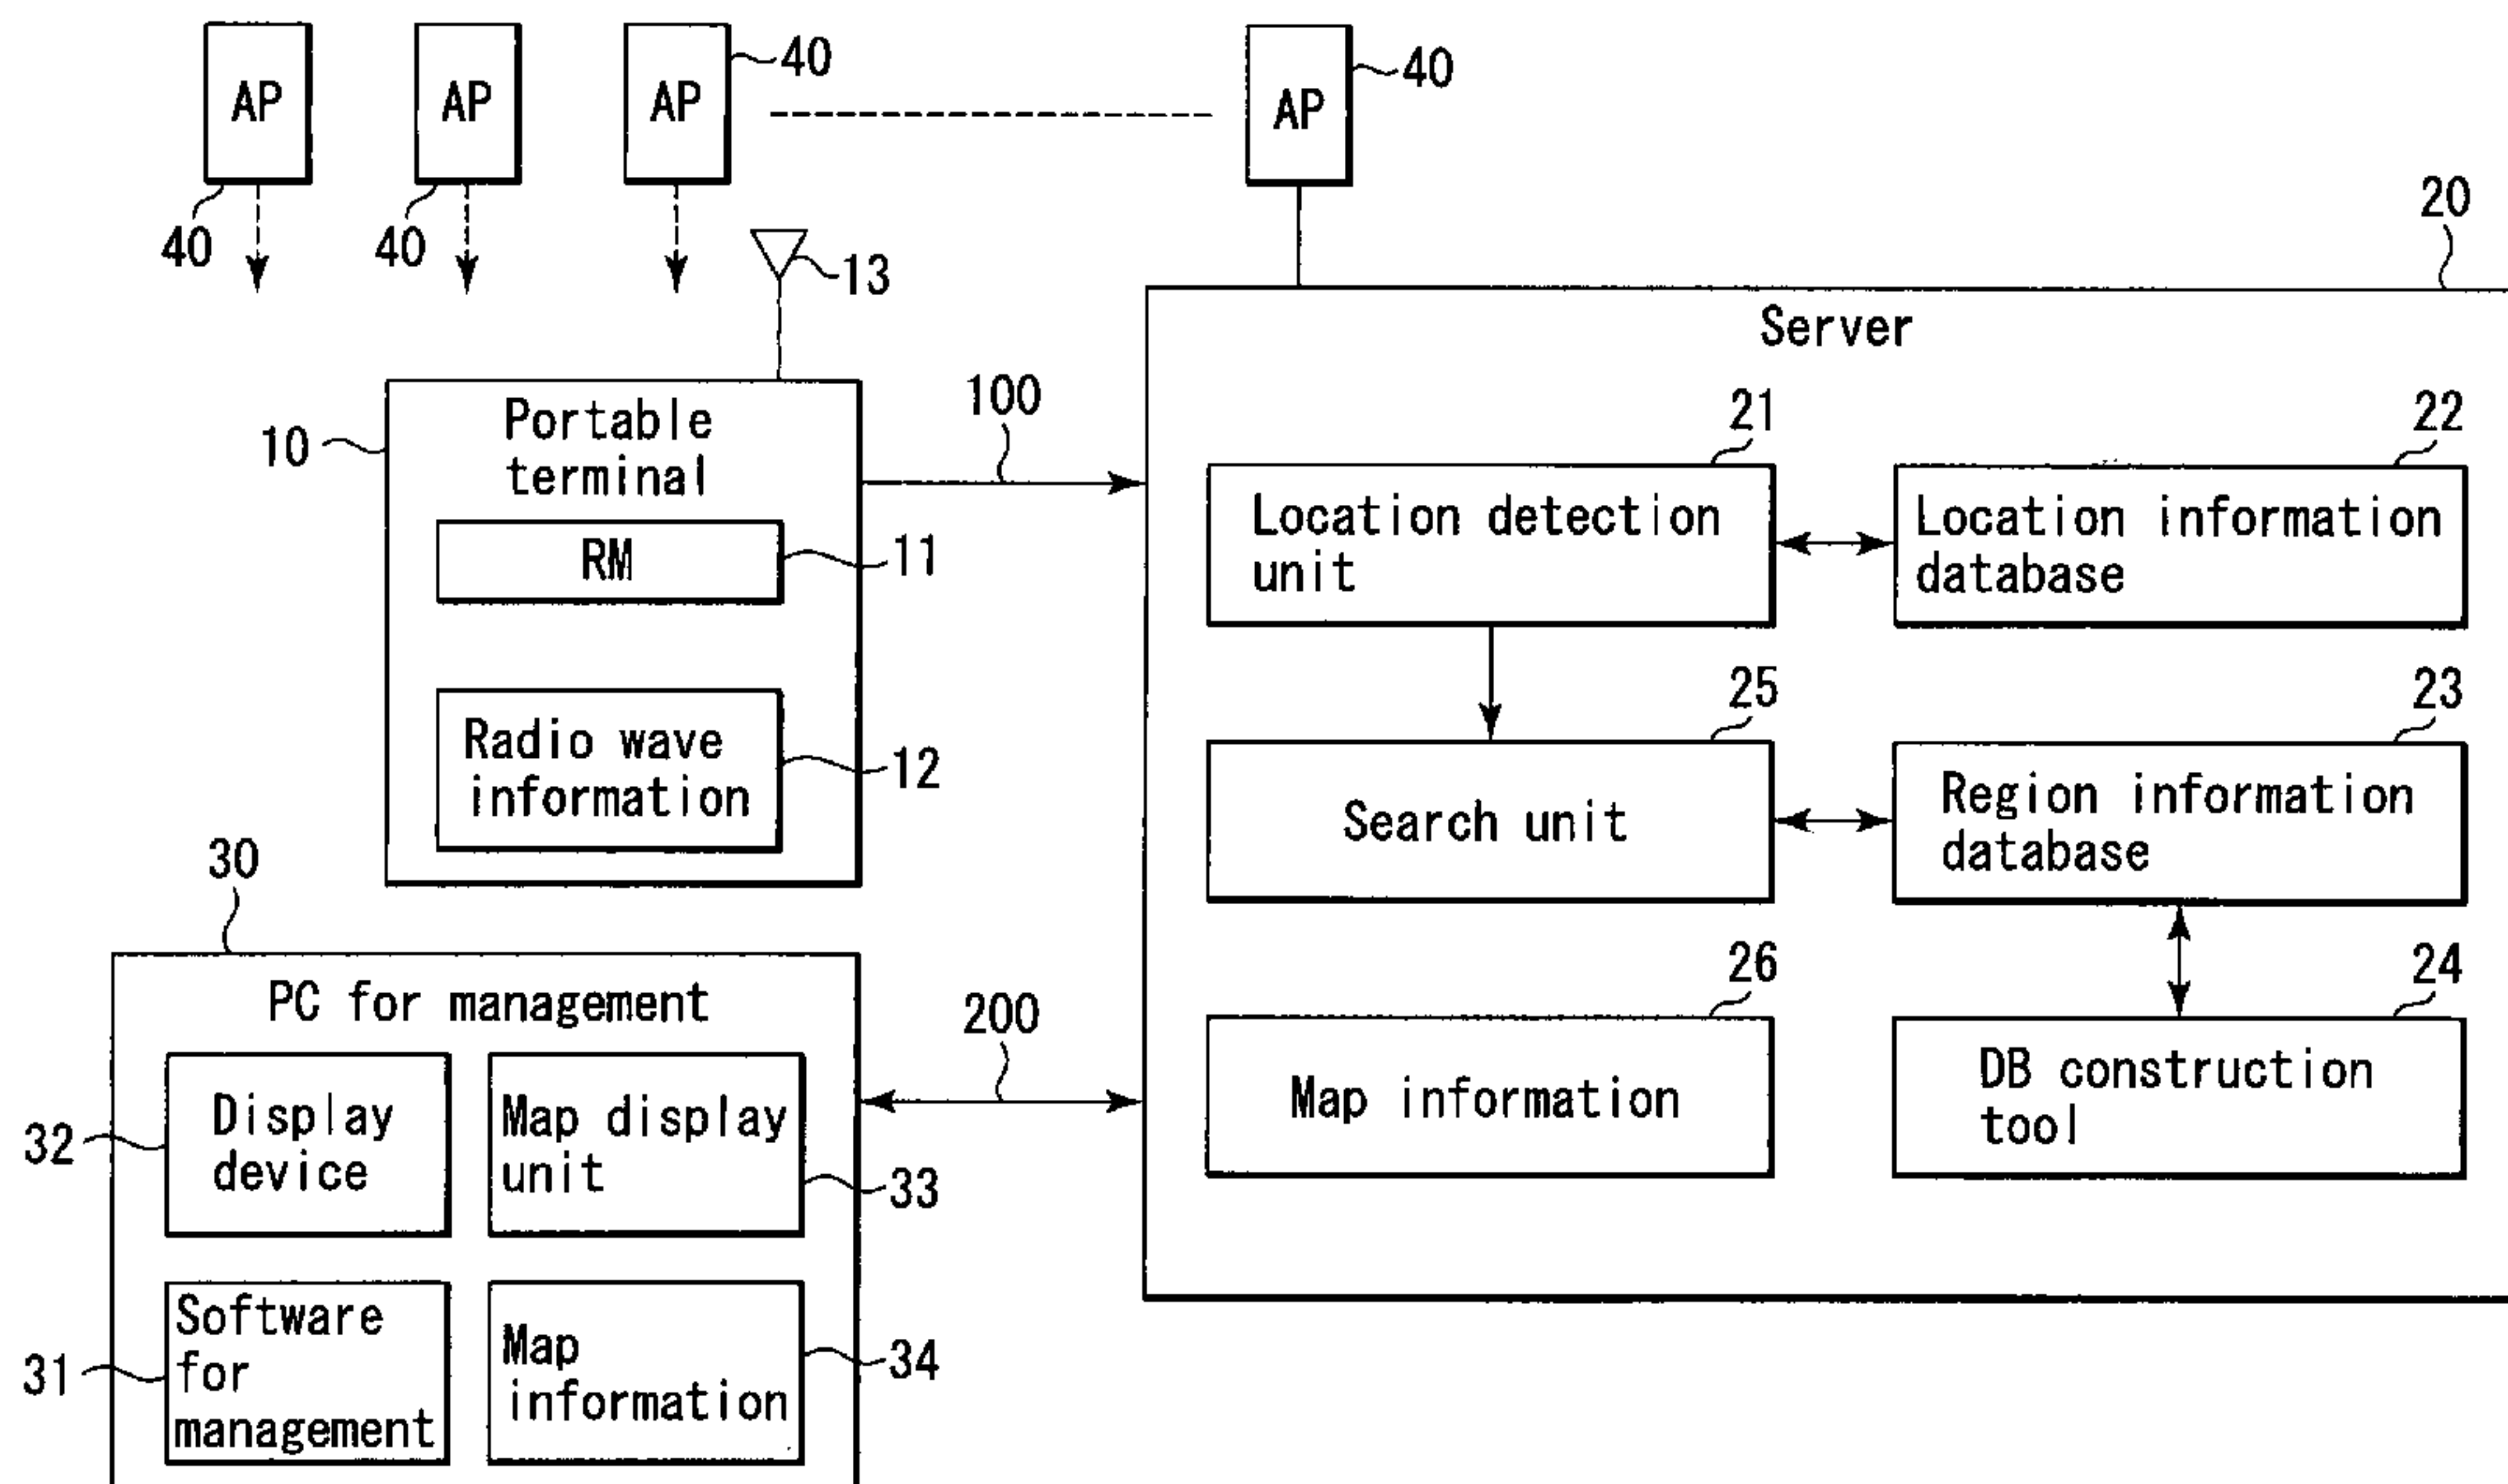 AP
AP
AP
40
AP
40
40
40
13
20
Server
Portable
terminal
10
100
RM
11
Radio wave
information
12
21
Location detection
unit
22
Location information
database
25
Search unit
23
Region information
database
26
Map information
24
DB construction
tool
30
PC for management
200
32
Display
device
Map display
unit
33
31
Software
for
management
Map
information
34